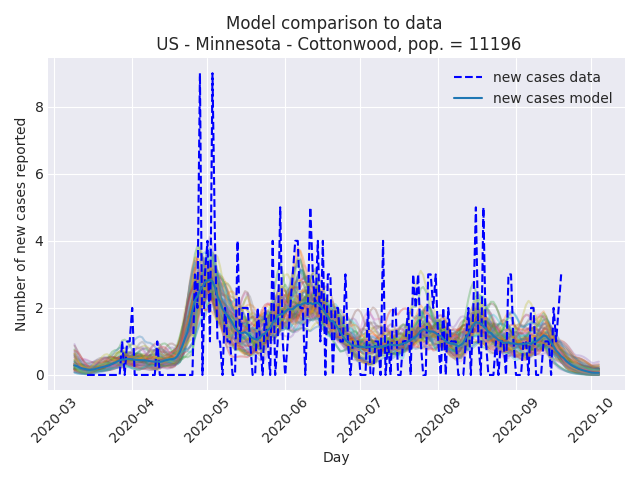 Model comparison to data
US - Minnesota - Cottonwood, pop. = 11196
new cases data
new cases model
Number of new cases reported
8
6
4
2
0
2020-03
2020-04
2020-05
2020-06
2020-07
2020-08
2020-09
2020-10
Day